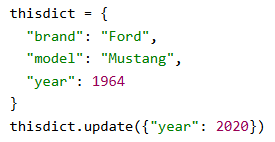 thisdict = {
  "brand": "Ford",
  "model": "Mustang",
  "year": 1964
}
thisdict.update({"year": 2020})